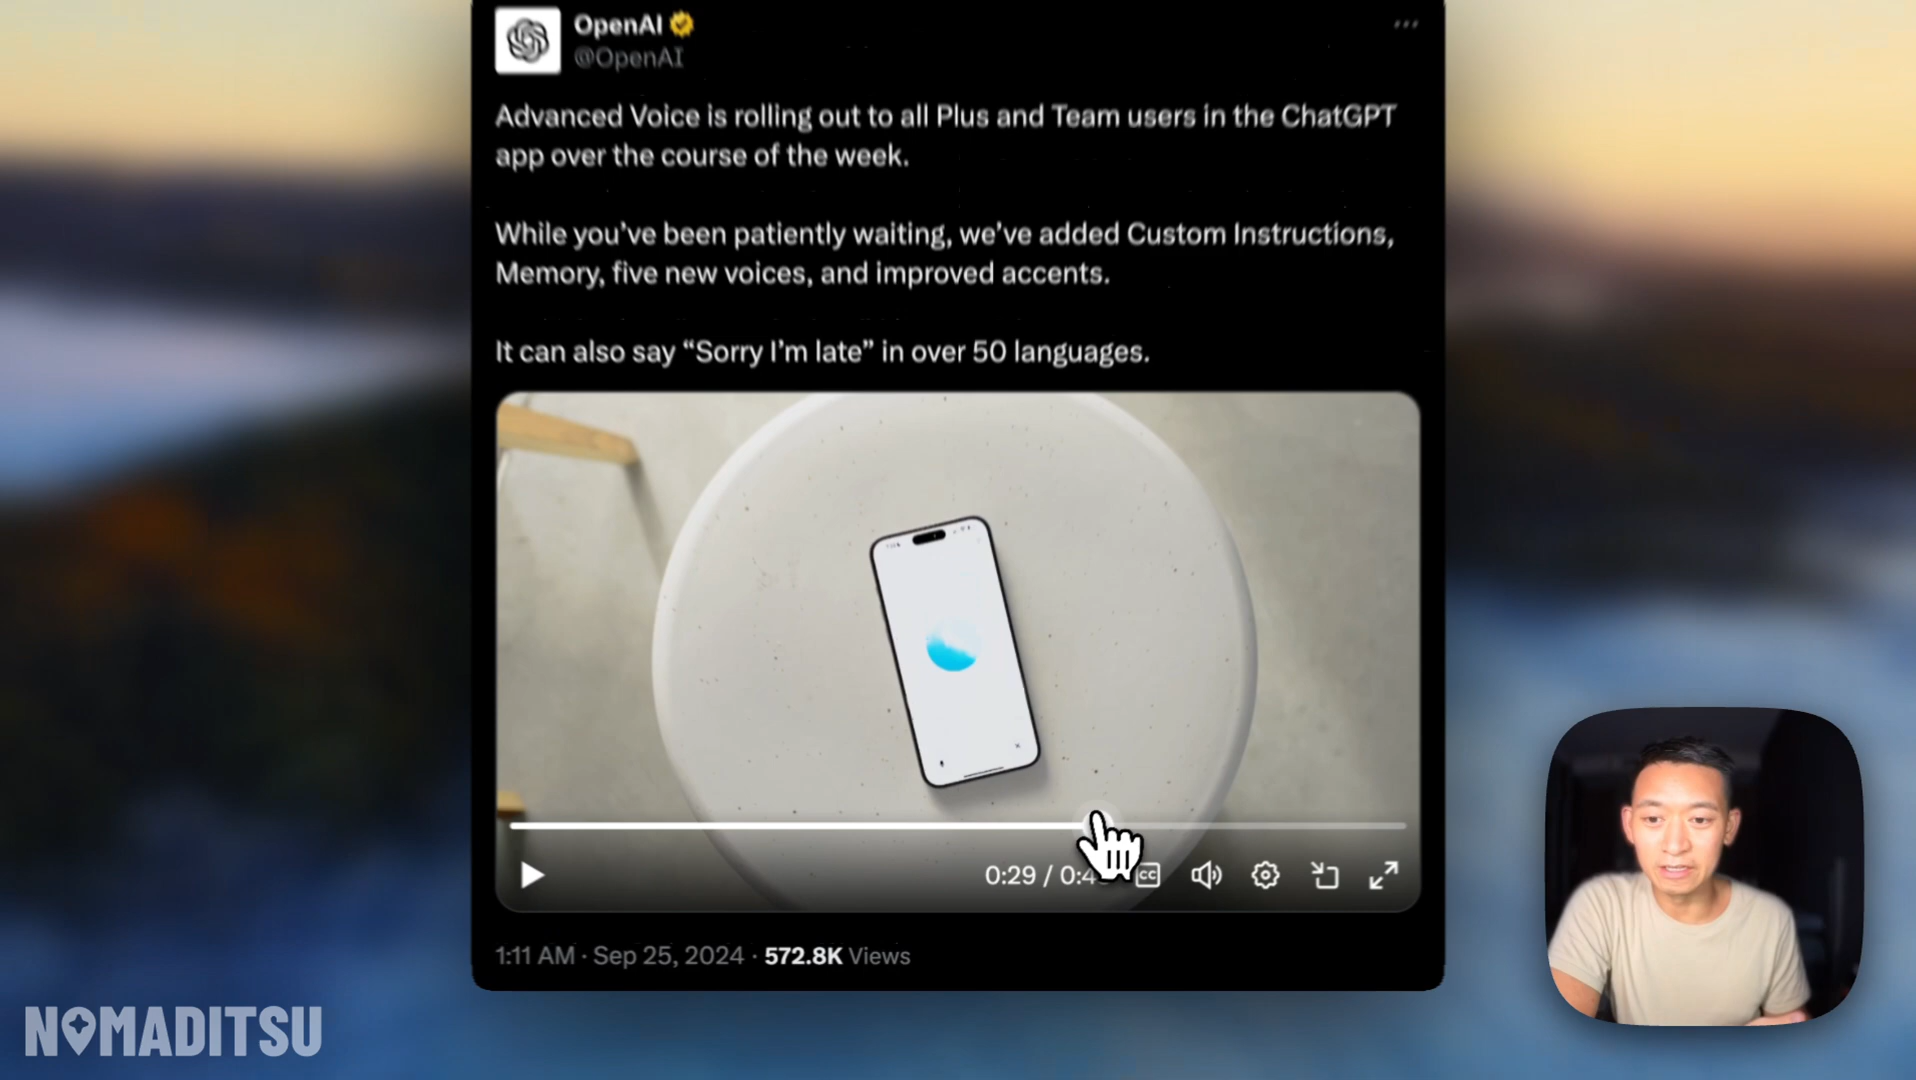 OpenAI
@OpenAI
Advanced Voice is rolling out to all Plus and Team users in the ChatGPT
app over the course of the week.
While you’ve been patiently waiting, we’ve added Custom Instructions,
Memory, five new voices, and improved accents.
It can also say “Sorry I’m late” in over 50 languages.
0:29 / 0:4
CC
1:11 AM · Sep 25, 2024 · 572.8K Views
NOMADITSU